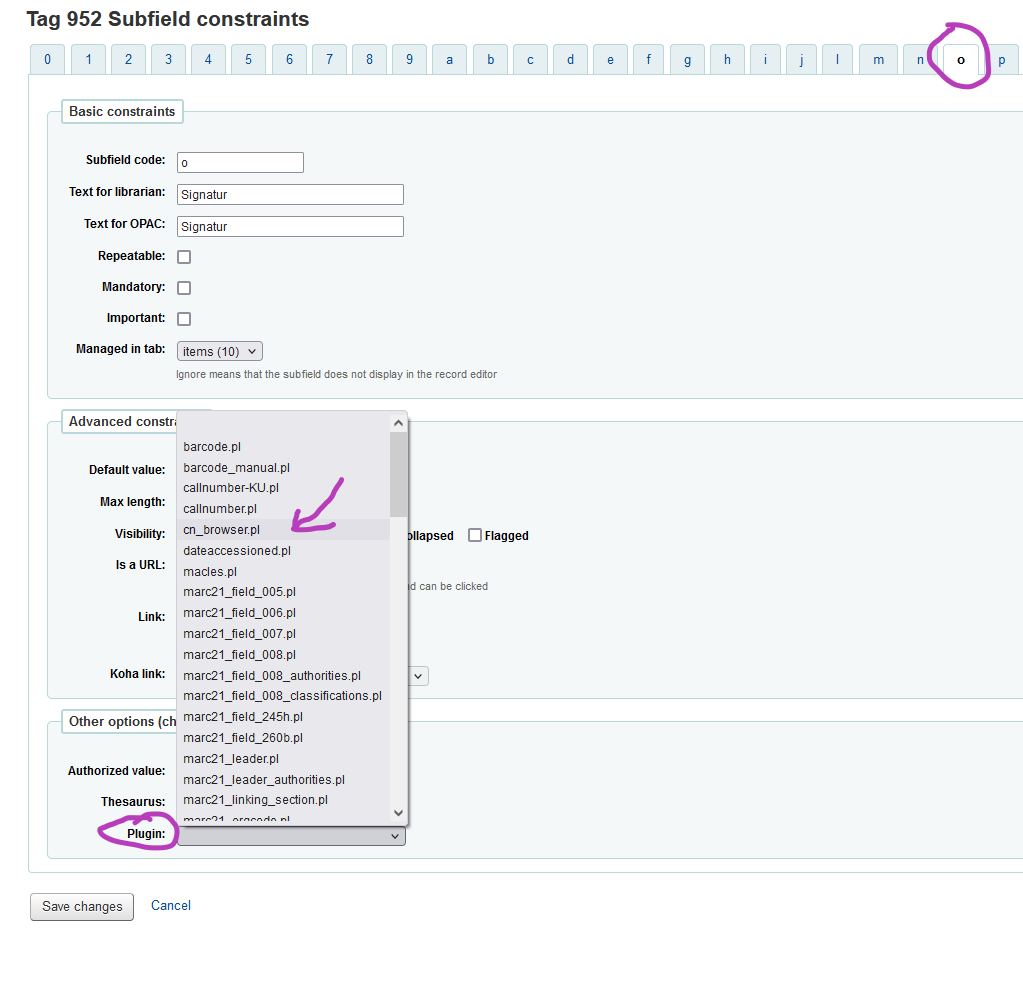 Tag 952 Subfield constraints
0 1 2 3 4 5 6 7 8 9 a b c d e f g h i j l m n o p
Basic constraints
Subfield code: o
Text for librarian: Signatur
Text for OPAC: Signatur
Repeatable:
Mandatory:
Important:
Managed in tab: items (10)
Ignore means that the subfield does not display in the record editor
Advanced constra
barcode.pl
Default value: barcode_manual.pl
callnumber-KU.pl
Max length: callnumber.pl
Visibility: cn_browser.pl ollapsed Flagged
dateaccessioned.pl
Is a URL: macles.pl
marc21_field_005.pl nd can be clicked
Link: marc21_field_006.pl
marc21_field_007.pl
marc21_field_008.pl
Koha link: marc21_field_008_authorities.pl
marc21_field_008_classifications.pl
Other options (ch marc21_field_245h.pl
marc21_field_260b.pl
marc21_leader.pl
Authorized value: marc21_leader_authorities.pl
Thesaurus: marc21_linking_section.pl
marc21_orgcode.pl
Plugin:
Save changes Cancel